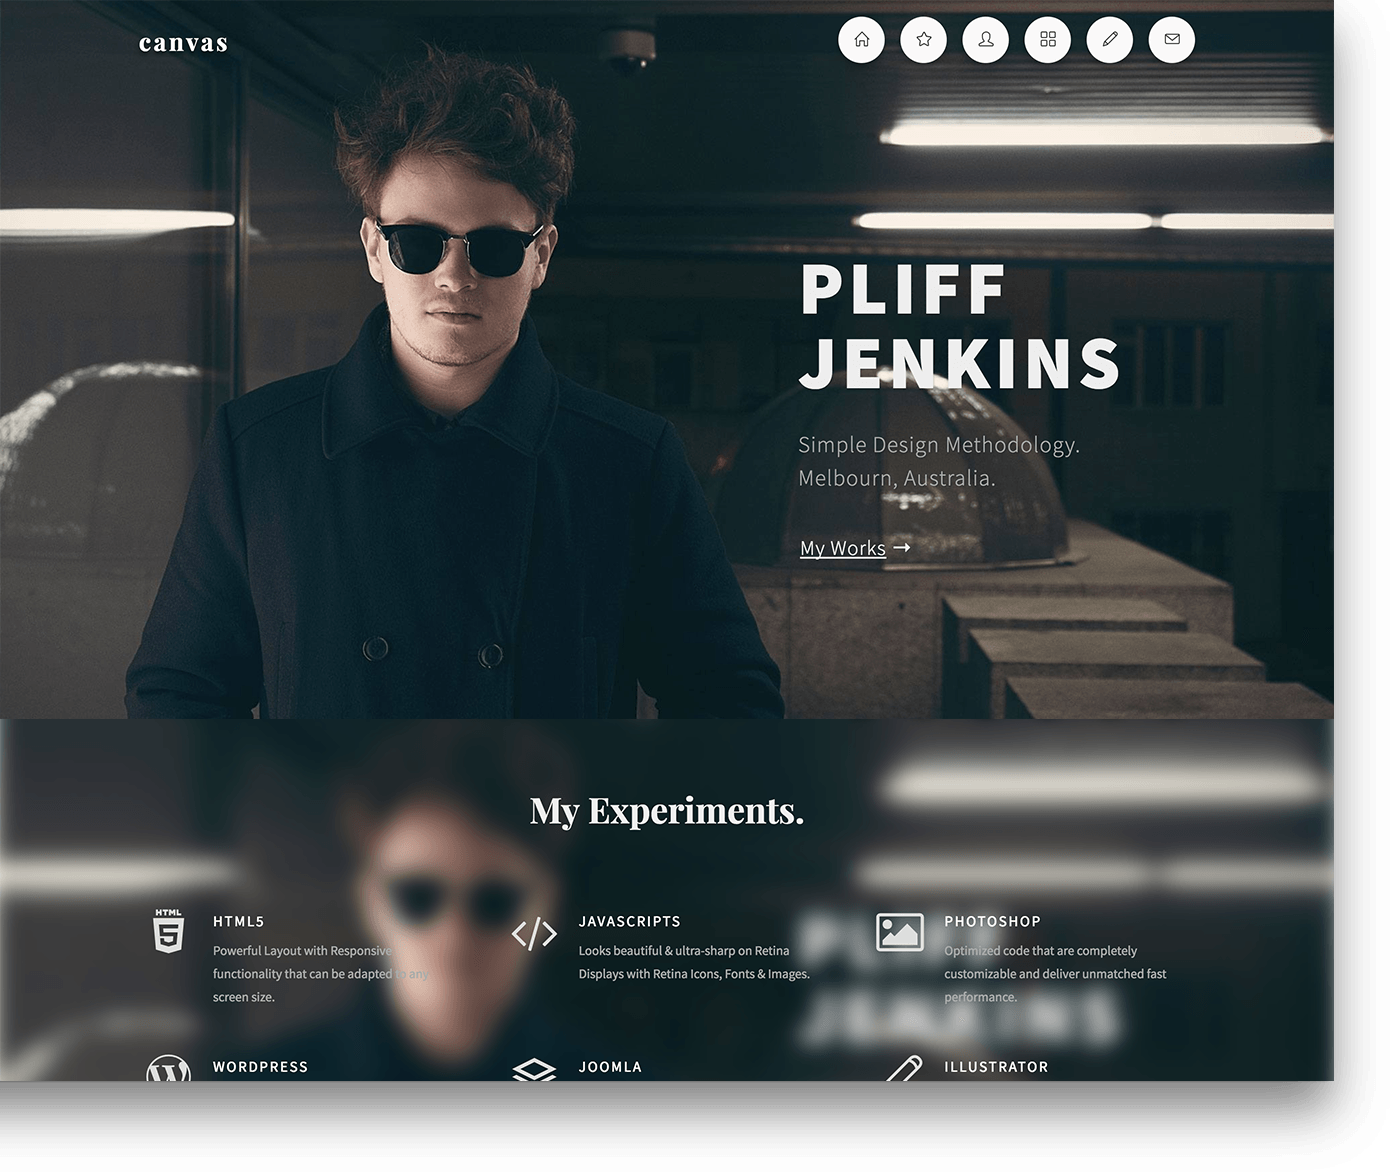 canvas
PLIFF
JENKINS
Simple Design Methodology.
Melbourn, Australia.
My Works →
My Experiments.
HTML
5
HTML5
Powerful Layout with Responsive
functionality that can be adapted to any
screen size.
JAVASCRIPTS
Looks beautiful & ultra-sharp on Retina
Displays with Retina Icons, Fonts & Images.
PHOTOSHOP
Optimized code that are completely
customizable and deliver unmatched fast
performance.
WORDPRESS
JOOMLA
ILLUSTRATOR